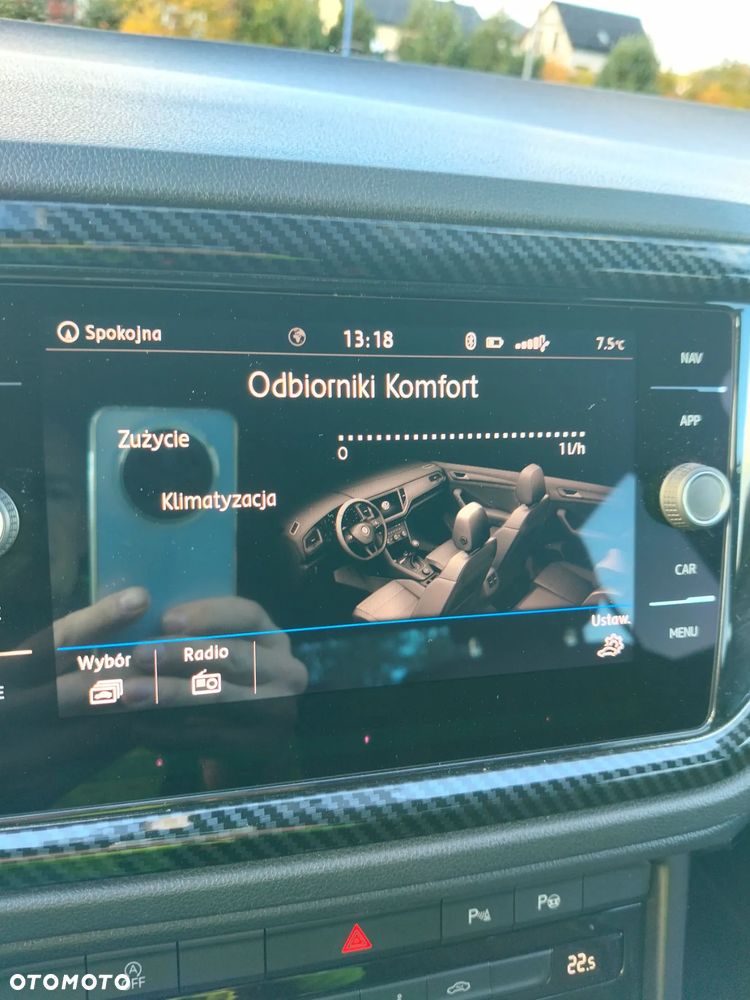 Spokojna 13:18 7.5°C
NAV
Odbiorniki Komfort
APP
Zużycie
0 1 l/h
Klimatyzacja
CAR
Ustaw.
MENU
Wybór Radio
E
P P
22.5
OTOMOTO